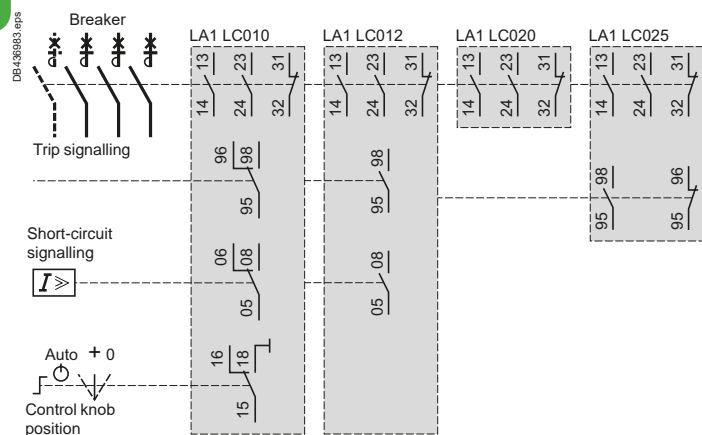 DB436983.eps
Breaker
LA1 LC010
LA1 LC012
LA1 LC020
LA1 LC025
13 23 31
14 24 32
13 23 31
14 24 32
13 23 31
14 24 32
13 23 31
14 24 32
Trip signalling
96 98
95
98
95
98 96
95 95
Short-circuit
signalling
I >
06 08
05
08
05
Auto + 0
16 18
15
Control knob
position